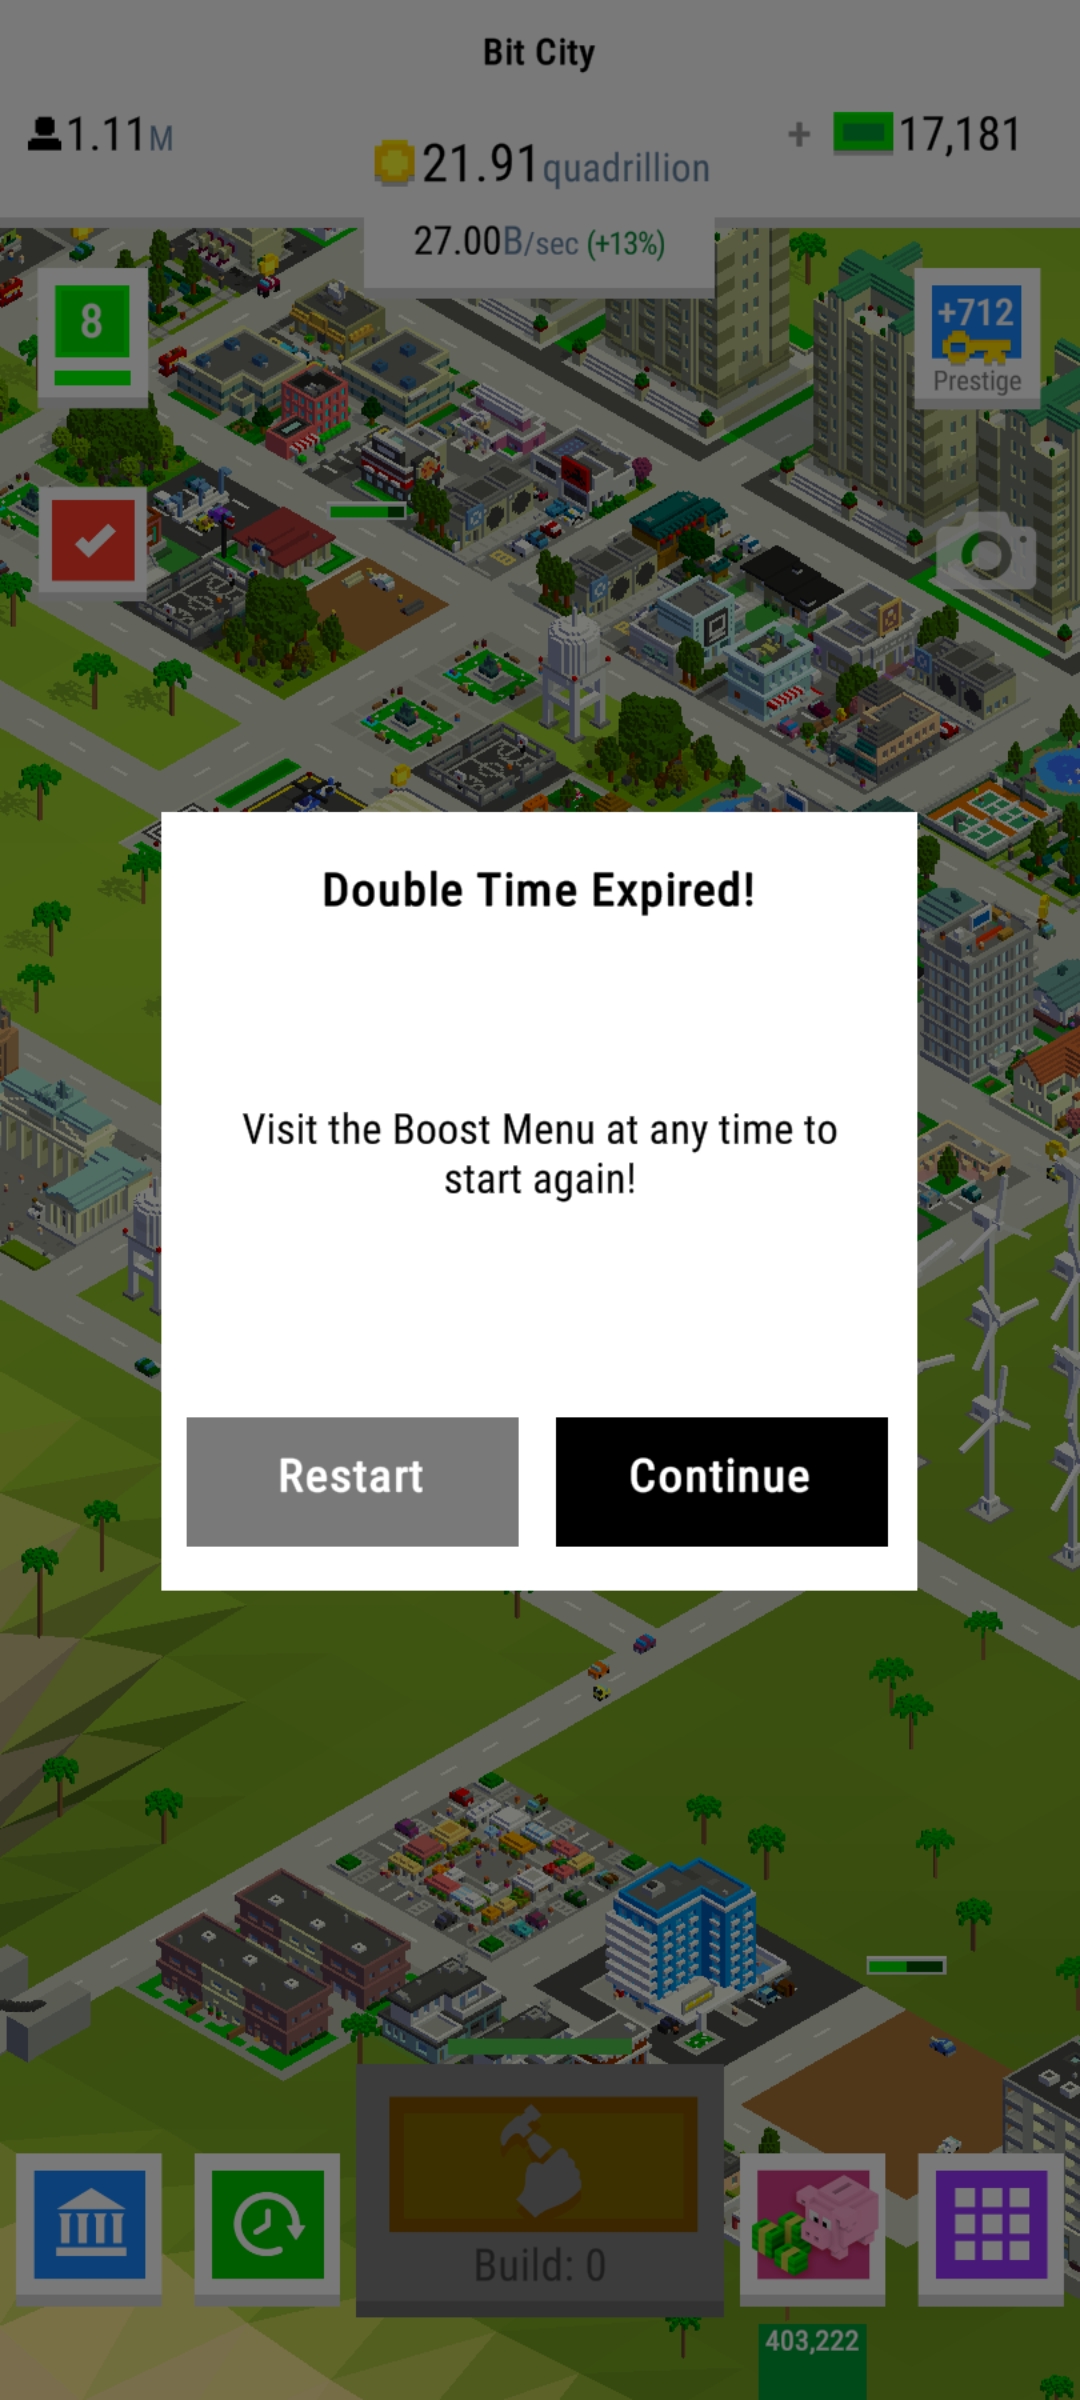 Bit City
1.11M
21.91quadrillion
+ 17,181
27.00B/sec (+13%)
8
+712
Prestige
Double Time Expired!
Visit the Boost Menu at any time to
start again!
Restart
Continue
Build: 0
403,222